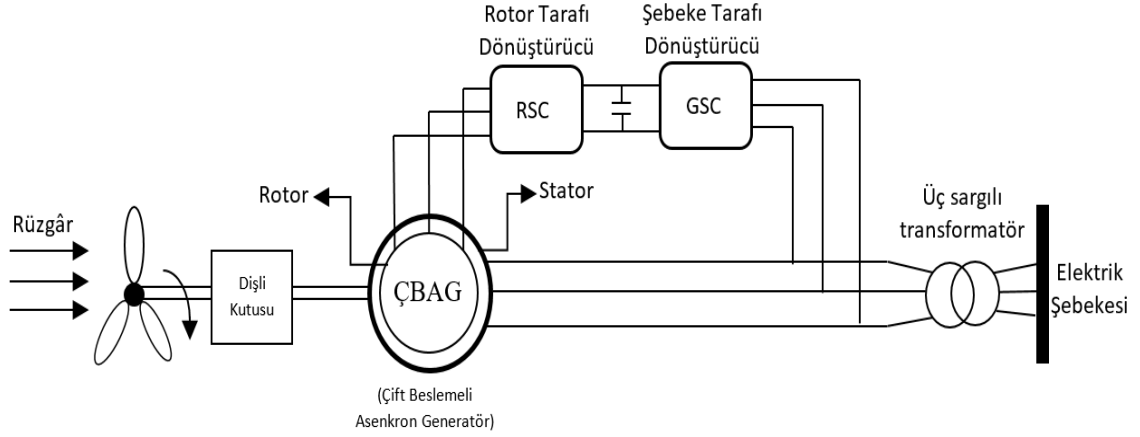 Rotor Tarafı
Dönüştürücü
Şebeke Tarafı
Dönüştürücü
RSC
GSC
Rotor
Stator
Rüzgâr
Üç sargılı
transformatör
Dişli
Kutusu
ÇBAG
Elektrik
Şebekesi
(Çift Beslemeli
Asenkron Generatör)